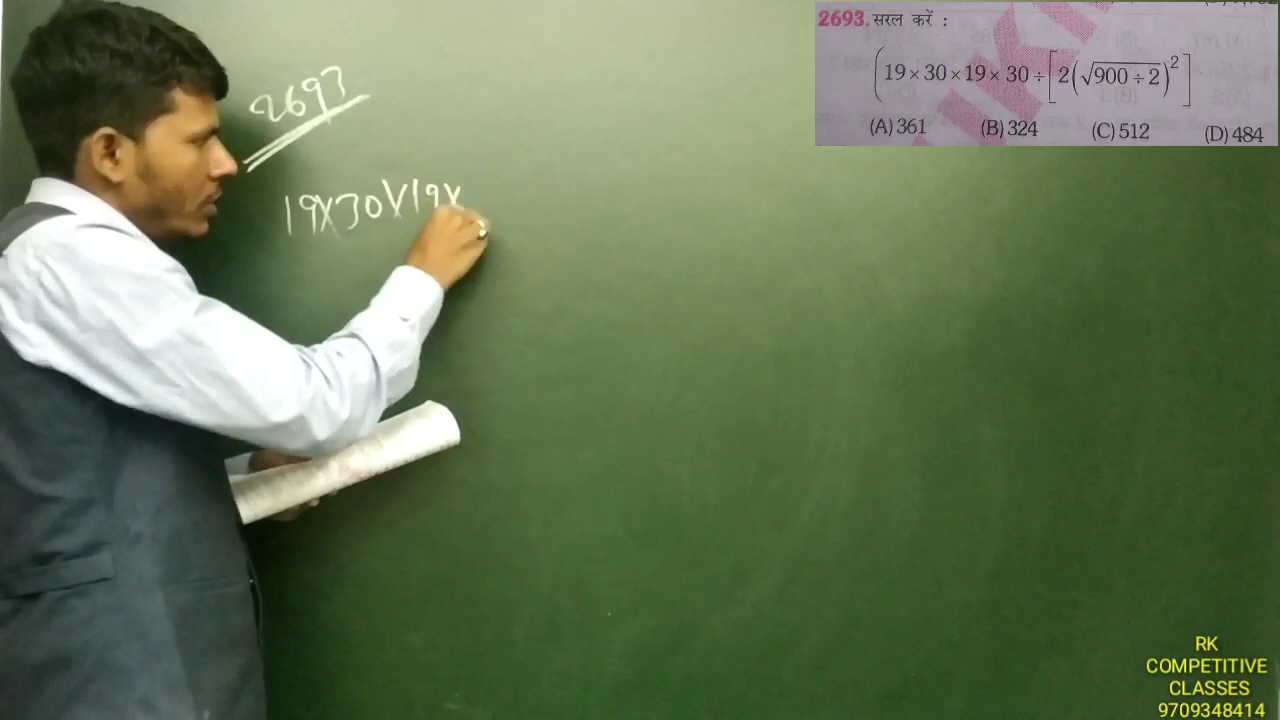 2693
19×30×19×
2693. सरल करें :
(19 × 30 × 19 × 30 ÷ [2(√900 ÷ 2)²]
(A) 361 (B) 324 (C) 512 (D) 484
RK
COMPETITIVE
CLASSES
9709348414